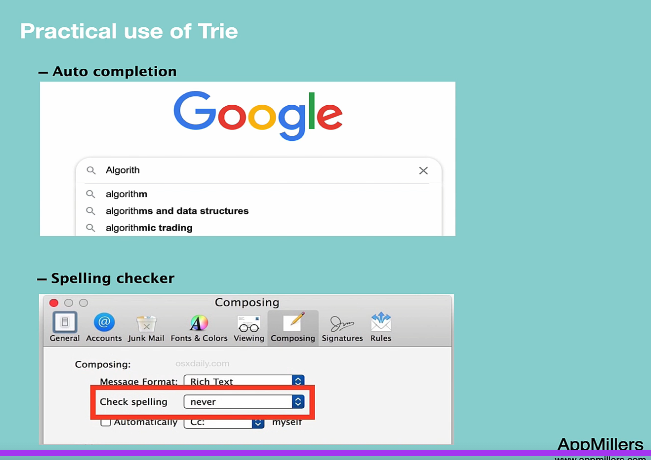 Practical use of Trie
– Auto completion
Google
Algorith
algorithm
algorithms and data structures
algorithmic trading
– Spelling checker
Composing
General Accounts Junk Mail Fonts & Colors Viewing Composing Signatures Rules
Composing:
osxdaily.com
Message Format: Rich Text
Check spelling never
Automatically Cc: myself
AppMillers
www.appmillers.com